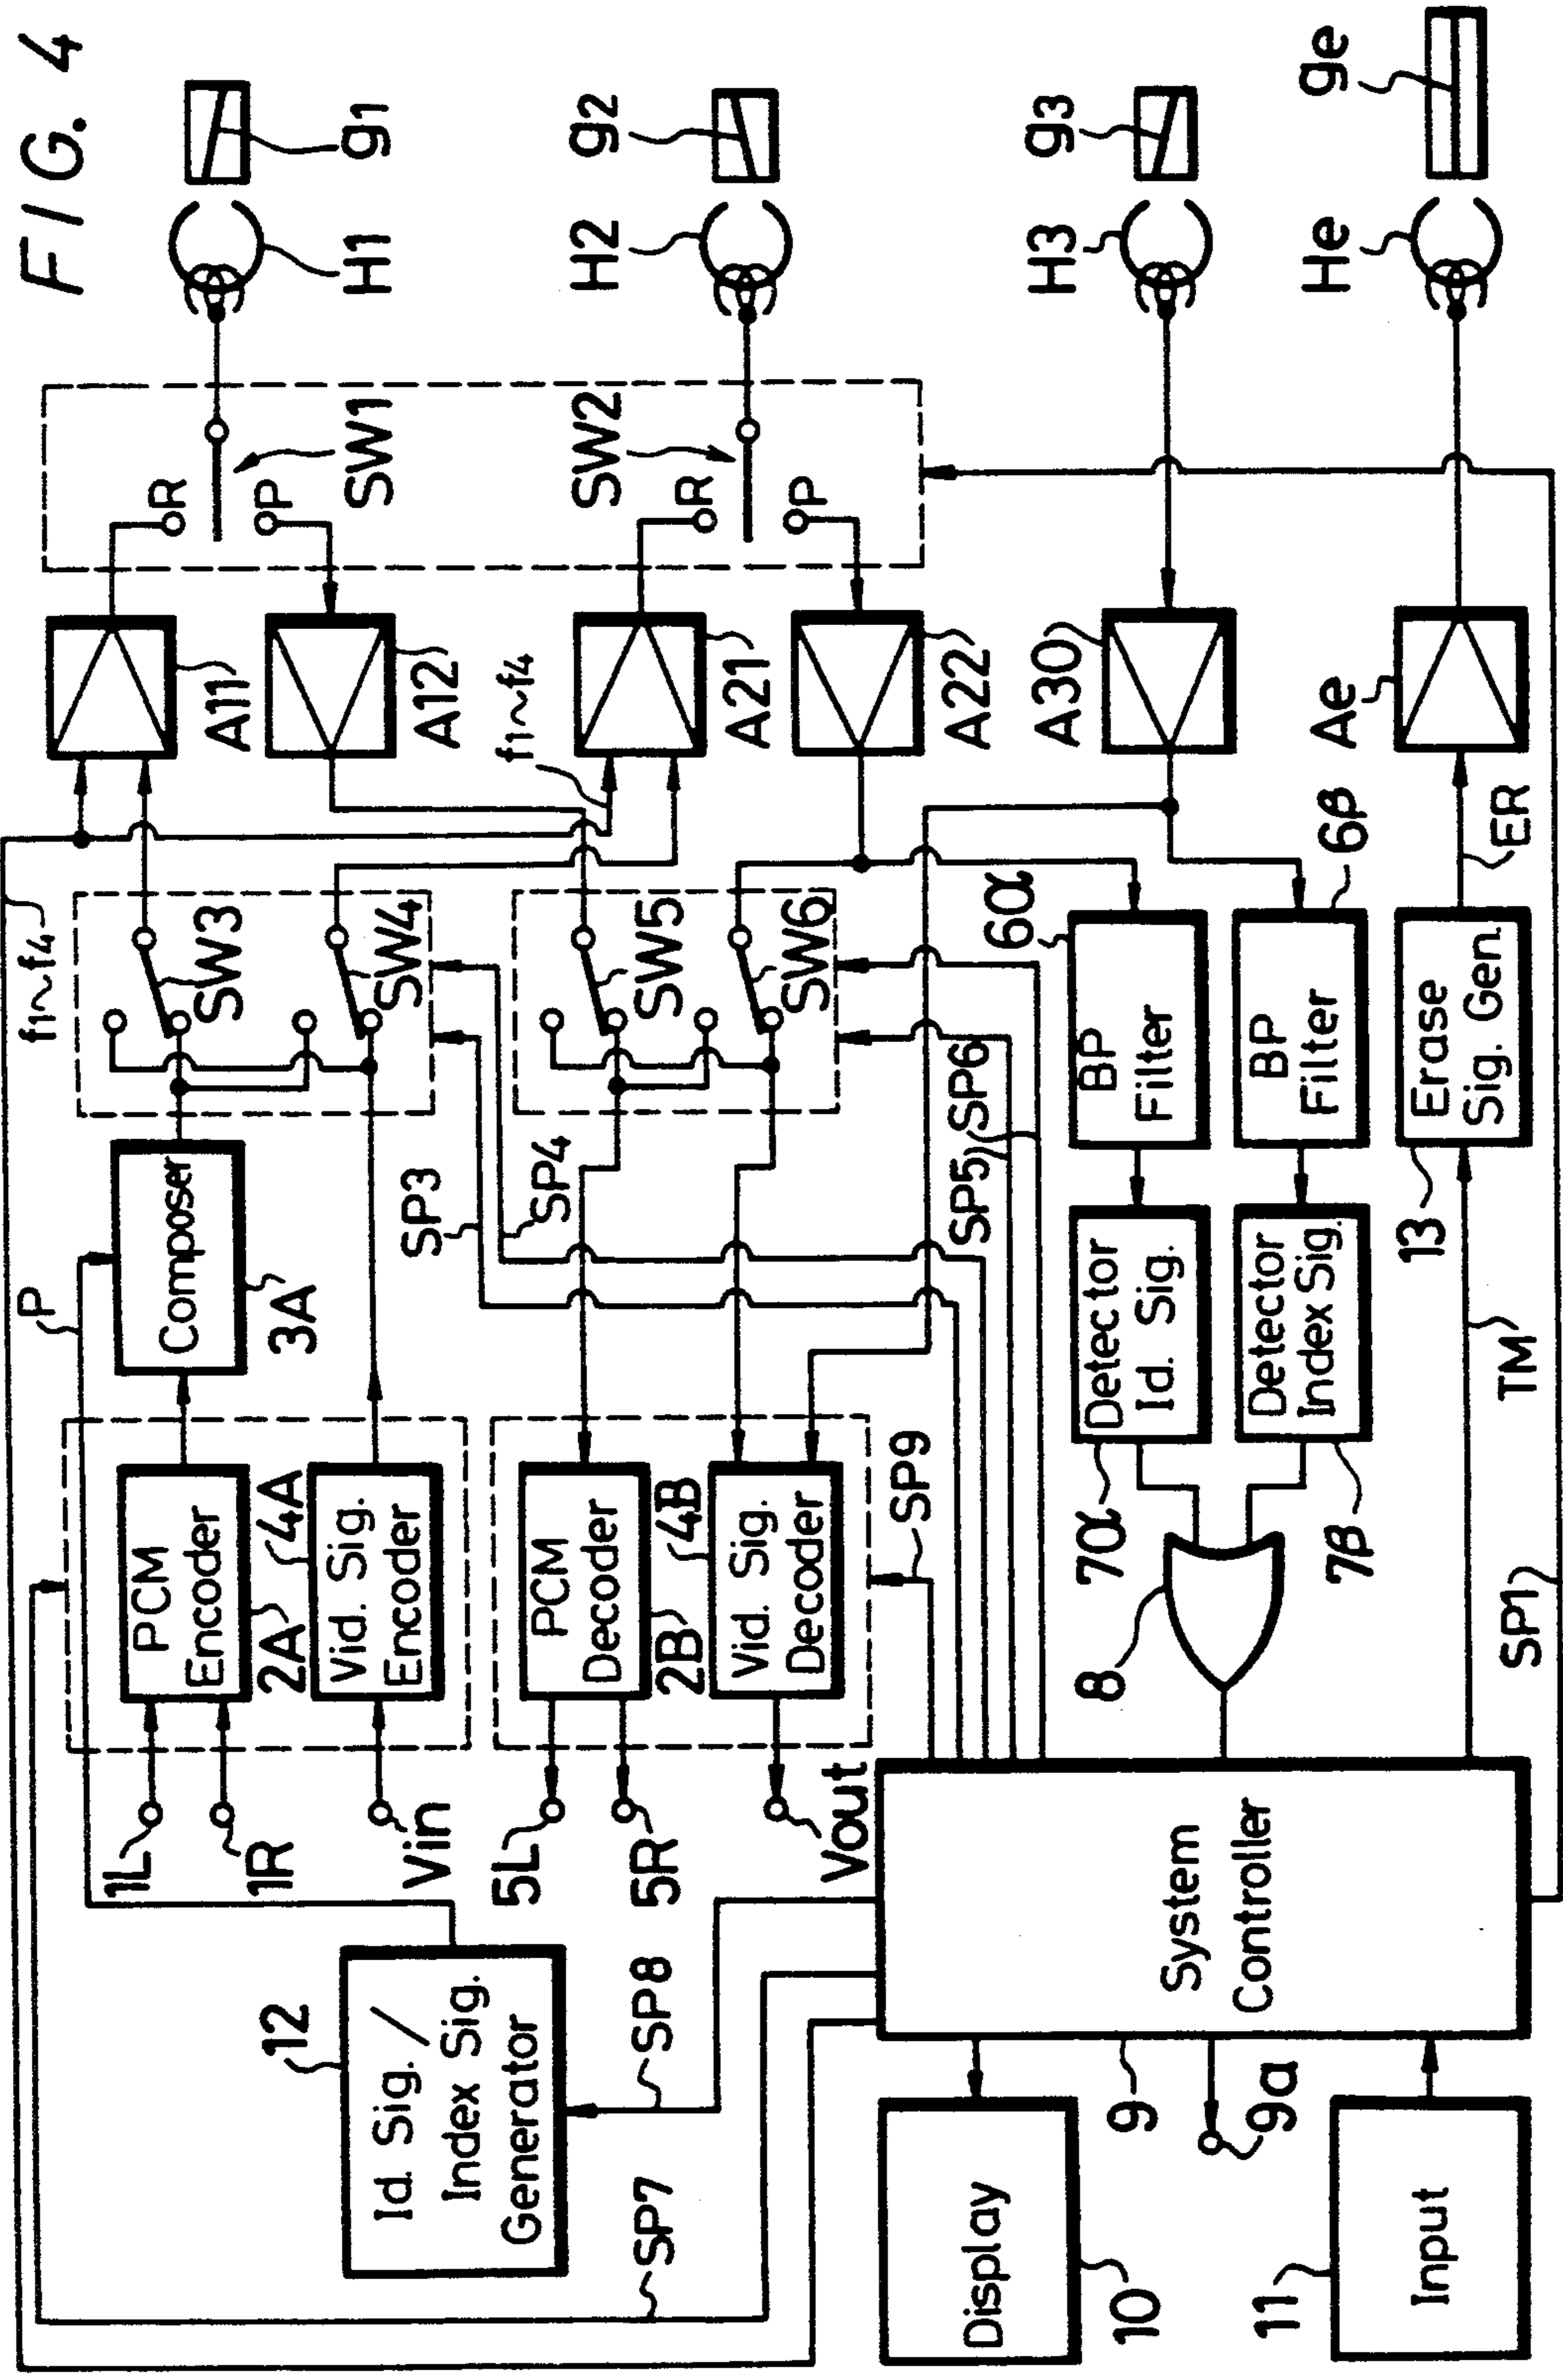 FIG. 4
g1
H1
g2
H2
g3
H3
ge
He
R
P
SW1
R
P
SW2
A11
A12
A21
f1~f4
A22
A30
Ae
f1~f4
SW3
SW4
SW5
SW6
6α
BP
Filter
6β
BP
Filter
ER
Erase
Sig. Gen.
13
P
Composer
3A
SP3
SP4
SP5
SP6
Detector
Id. Sig.
7α
Detector
Index Sig.
7β
TM
PCM
Encoder
2A
4A
Vid. Sig.
Encoder
PCM
Decoder
2B
4B
Vid. Sig.
Decoder
SP9
8
SP1
1L
1R
Vin
5L
5R
Vout
12
Id. Sig. /
Index Sig.
Generator
SP8
SP7
System
Controller
9
9a
Display
10
Input
11